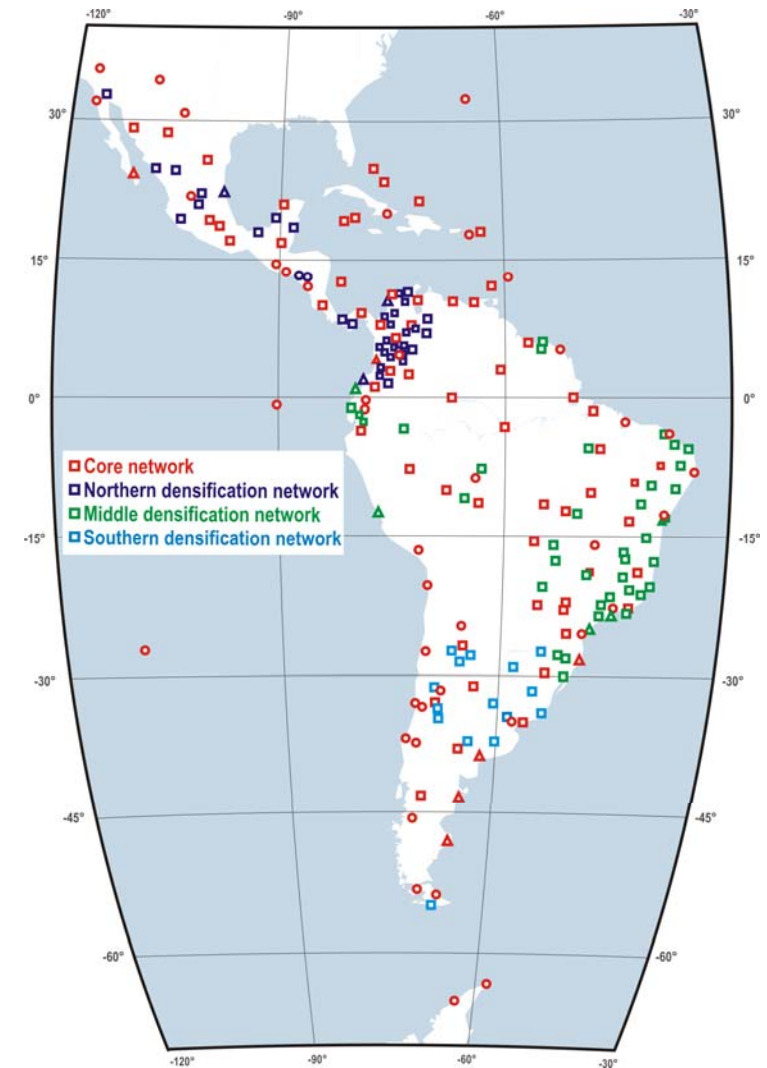 -120° -90° -60° -30°
30° 30°
15° 15°
0° 0°
Core network
Northern densification network
Middle densification network
Southern densification network
-15° -15°
-30° -30°
-45° -45°
-60° -60°
-120° -90° -60° -30°